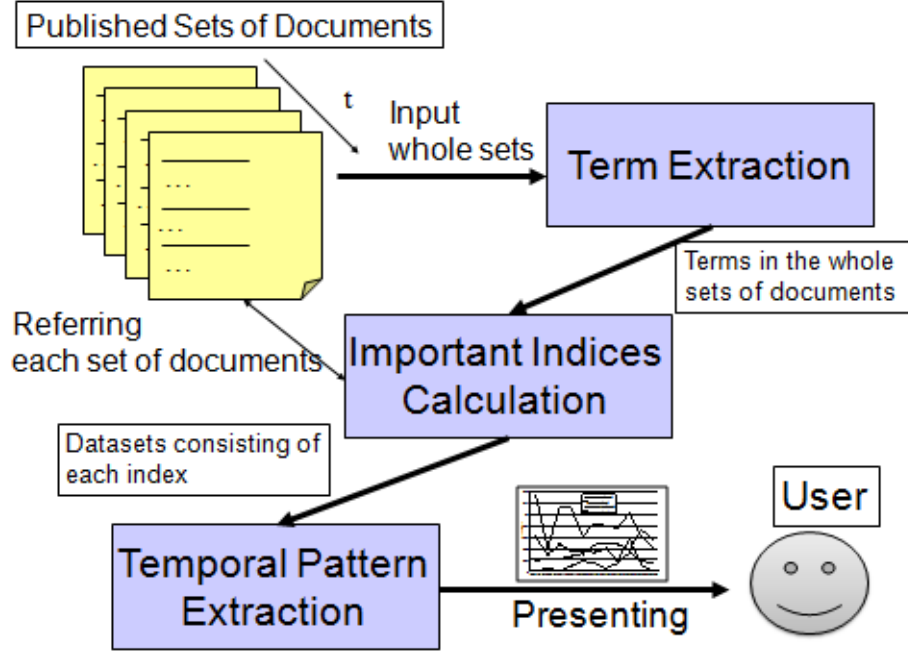 Published Sets of Documents
t
Input
whole sets
Term Extraction
Terms in the whole
sets of documents
Referring
each set of documents
Important Indices
Calculation
Datasets consisting of
each index
User
Temporal Pattern
Extraction
Presenting